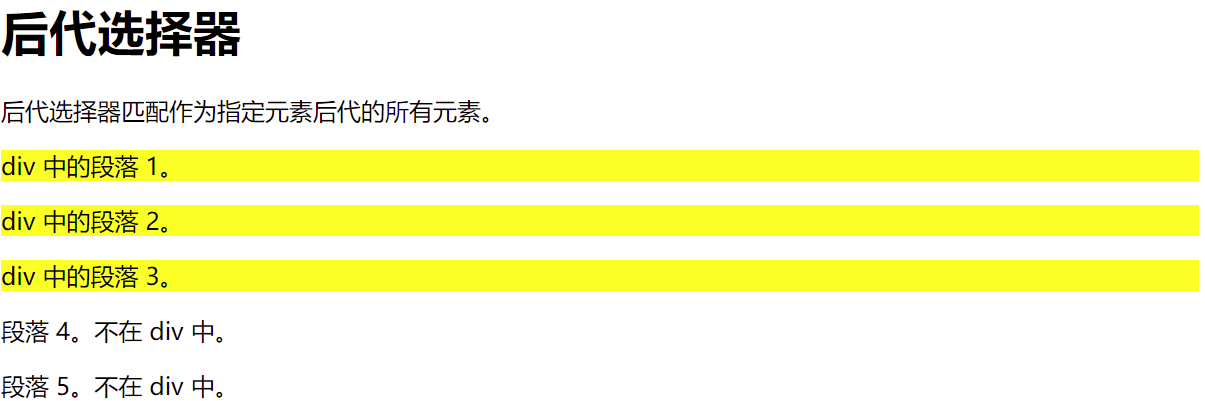 后代选择器
后代选择器匹配作为指定元素后代的所有元素。
div 中的段落 1。
div 中的段落 2。
div 中的段落 3。
段落 4。不在 div 中。
段落 5。不在 div 中。